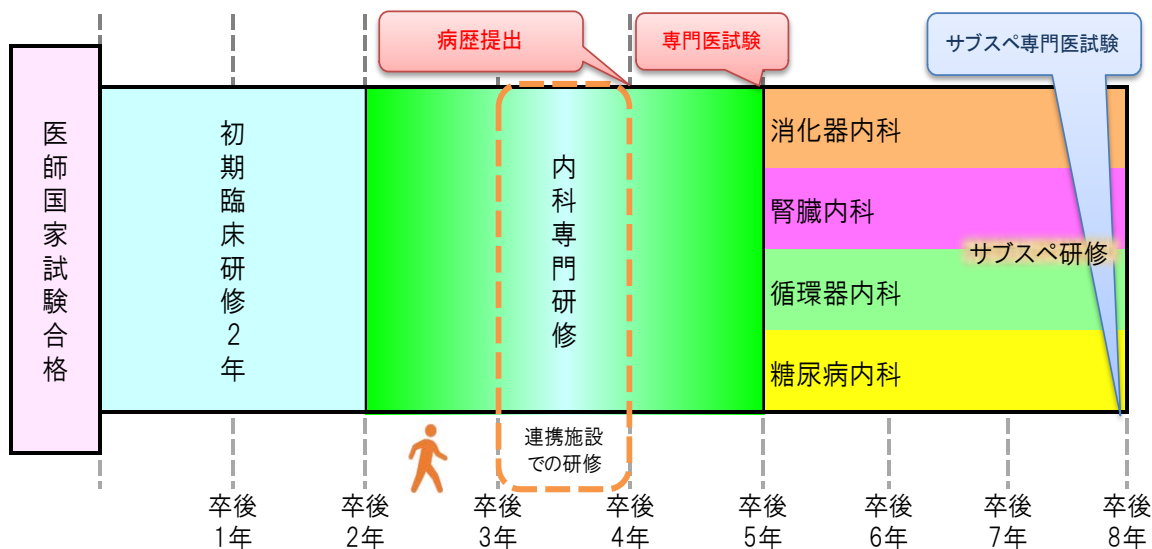 病歴提出
専門医試験
サブスペ専門医試験
医師国家試験合格
初期臨床研修2年
内科専門研修
消化器内科
腎臓内科
サブスペ研修
循環器内科
糖尿病内科
連携施設
での研修
卒後
1年
卒後
2年
卒後
3年
卒後
4年
卒後
5年
卒後
6年
卒後
7年
卒後
8年